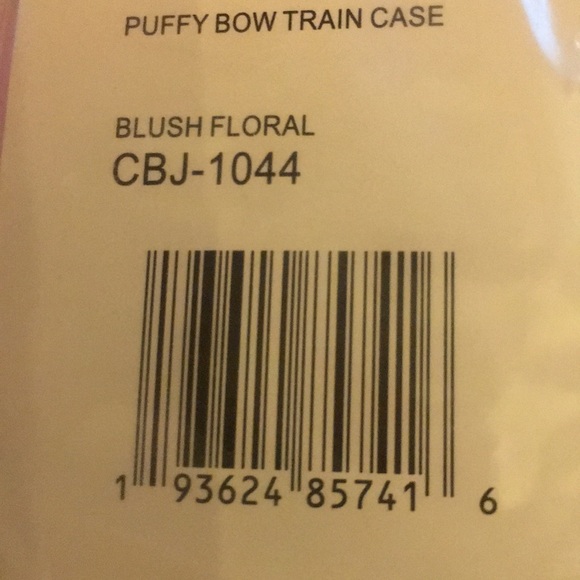 PUFFY BOW TRAIN CASE
BLUSH FLORAL
CBJ-1044
1 93624 85741 6